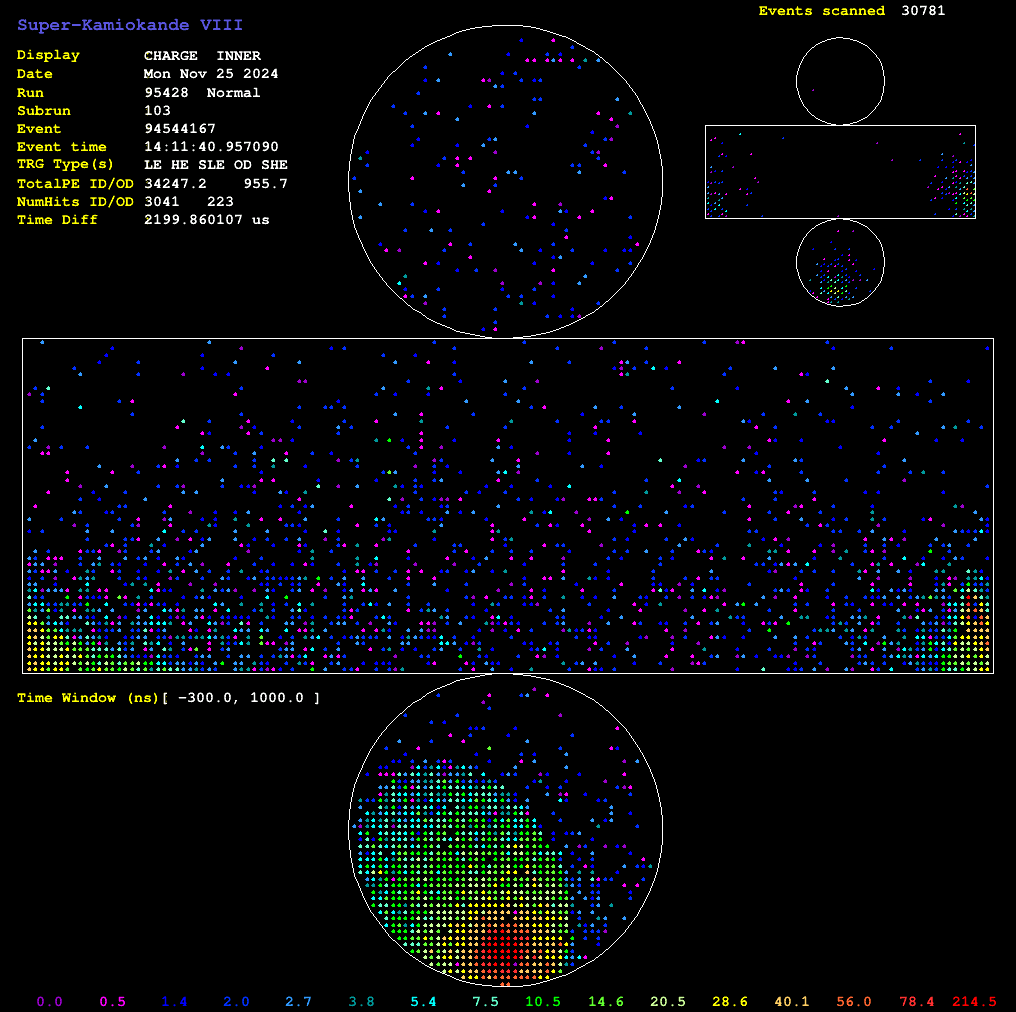 Super-Kamiokande VIII
Events scanned 30781
Display CHARGE INNER
Date Mon Nov 25 2024
Run 95428 Normal
Subrun 103
Event 94544167
Event time 14:11:40.957090
TRG Type(s) LE HE SLE OD SHE
TotalPE ID/OD 34247.2 955.7
NumHits ID/OD 3041 223
Time Diff 2199.860107 us
Time Window (ns)[ -300.0, 1000.0 ]
0.0 0.5 1.4 2.0 2.7 3.8 5.4 7.5 10.5 14.6 20.5 28.6 40.1 56.0 78.4 214.5